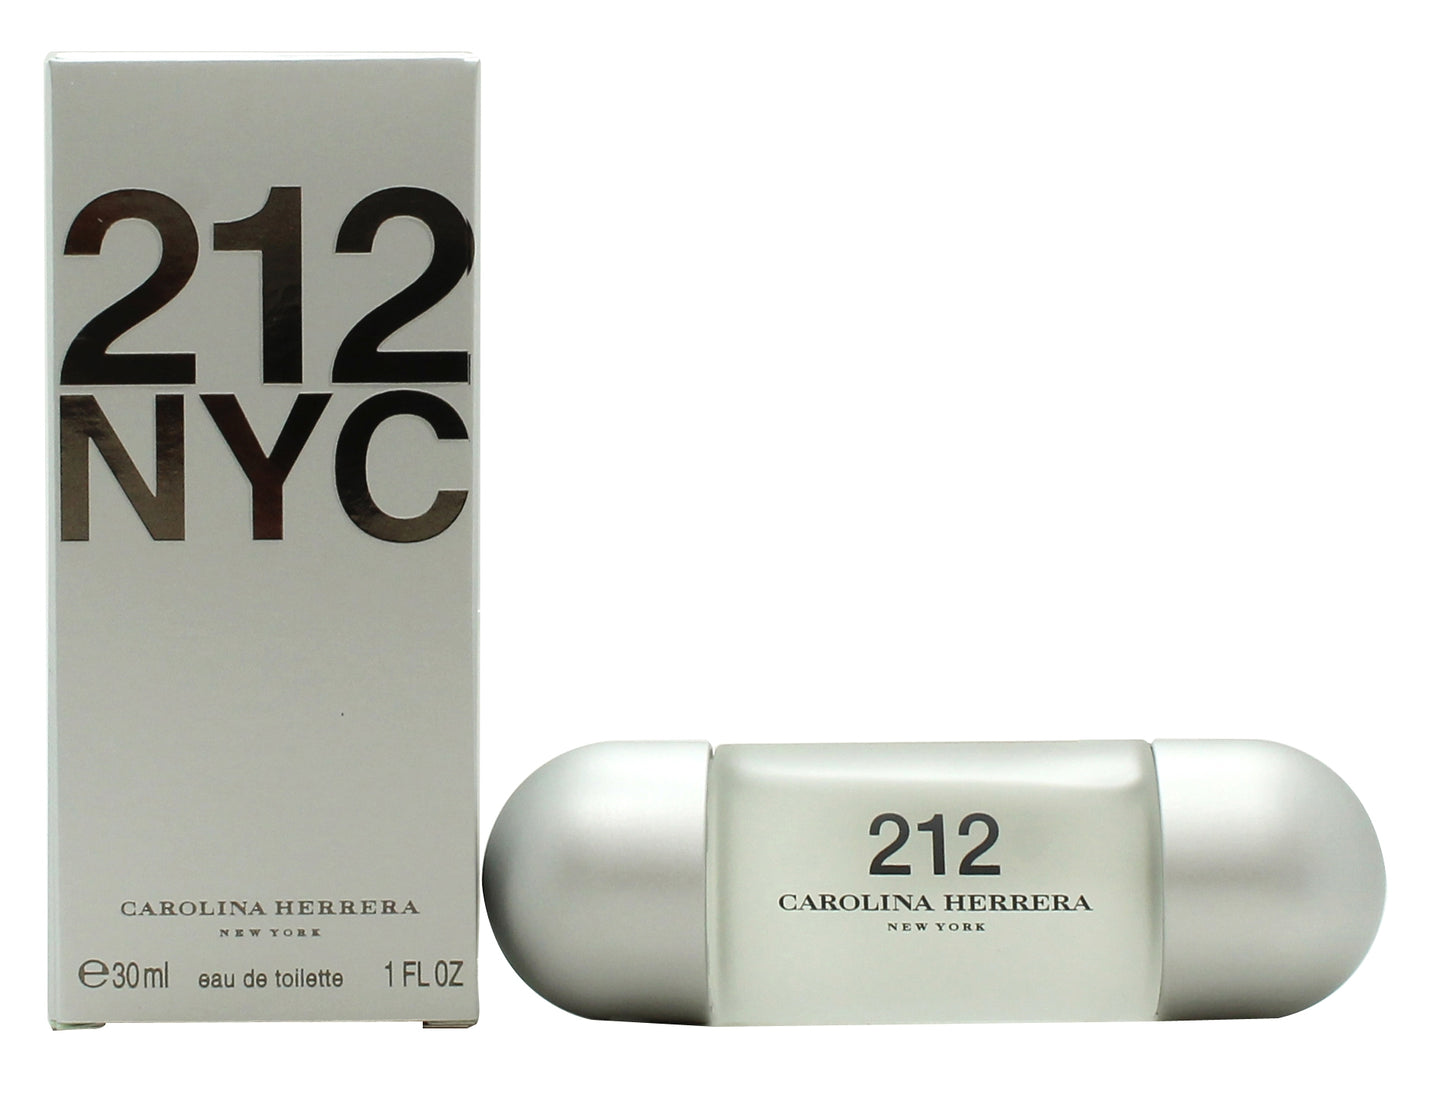 212
NYC
CAROLINA HERRERA
NEW YORK
℮30ml eau de toilette 1 FL OZ
212
CAROLINA HERRERA
NEW YORK